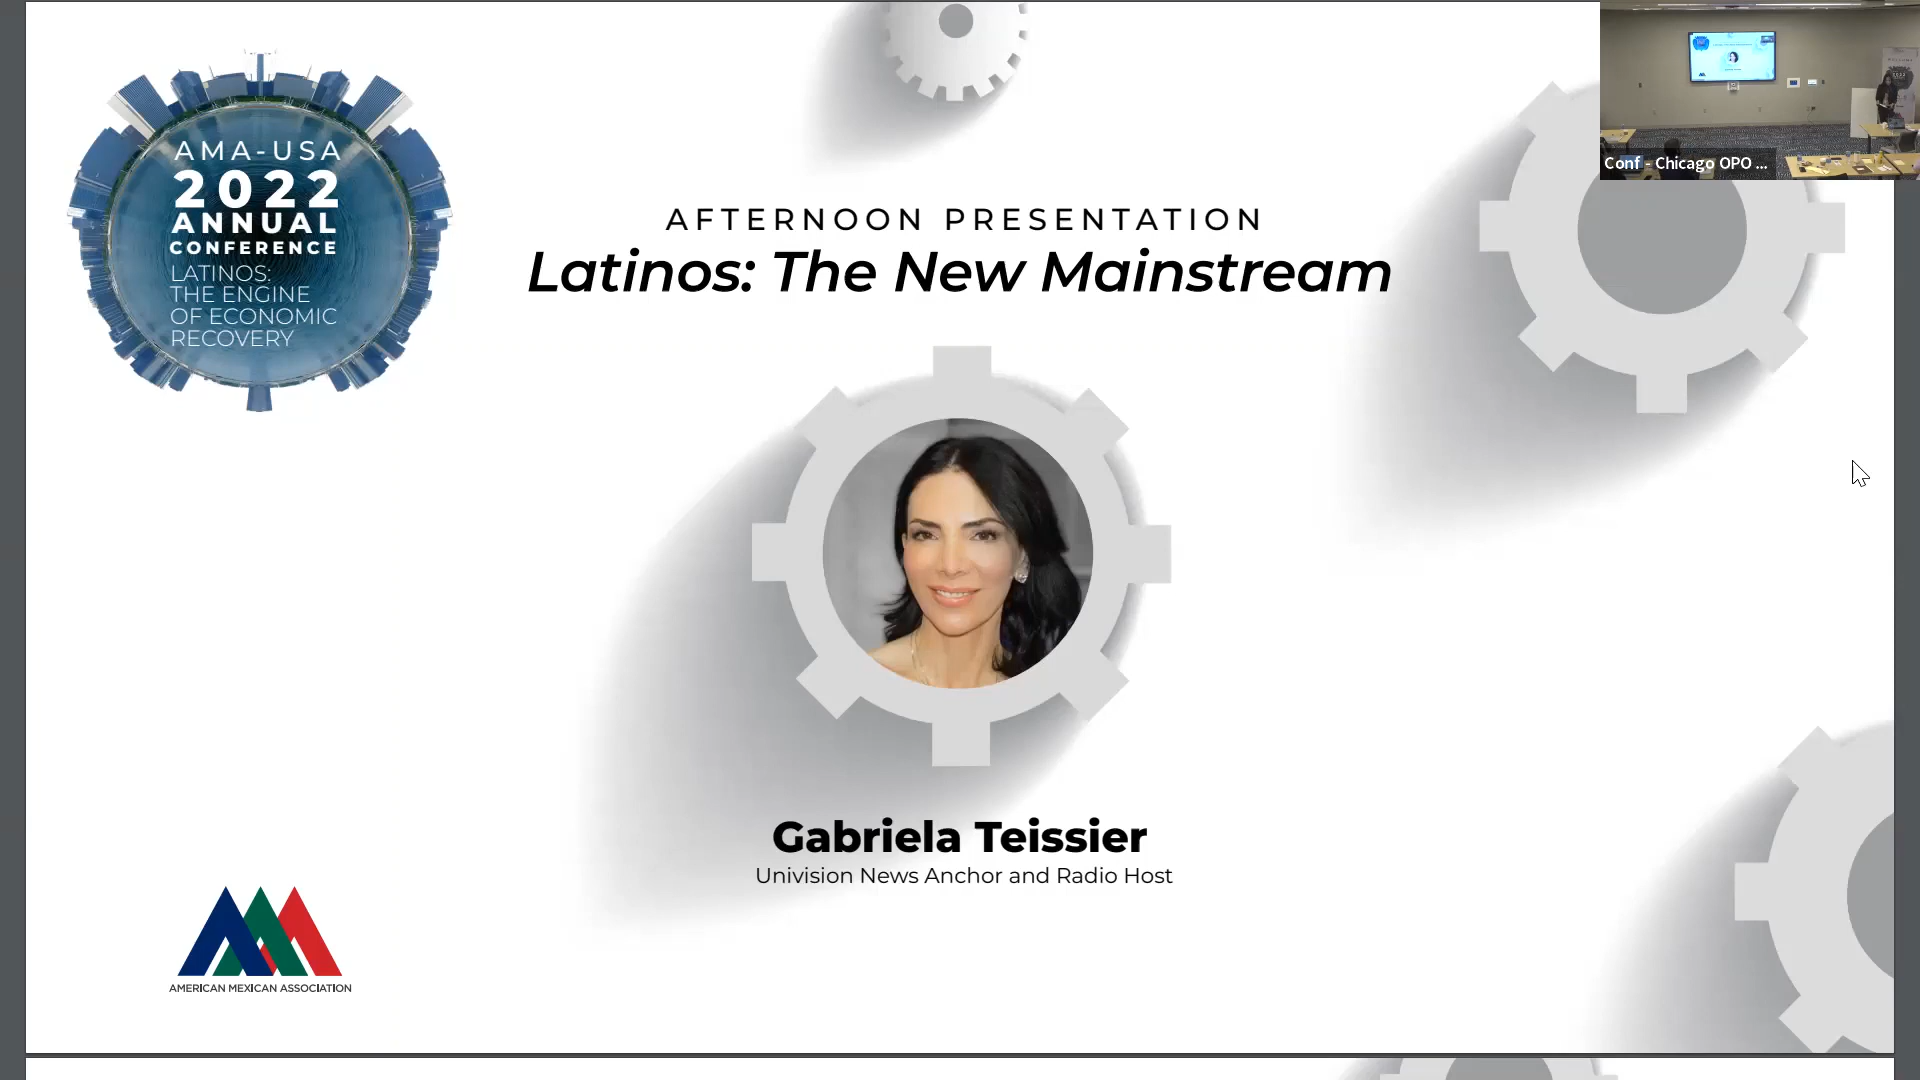 AMA-USA
2022
ANNUAL
CONFERENCE
LATINOS:
THE ENGINE
OF ECONOMIC
RECOVERY
AFTERNOON PRESENTATION
Latinos: The New Mainstream
Conf - Chicago OPO ...
Gabriela Teissier
Univision News Anchor and Radio Host
AMERICAN MEXICAN ASSOCIATION